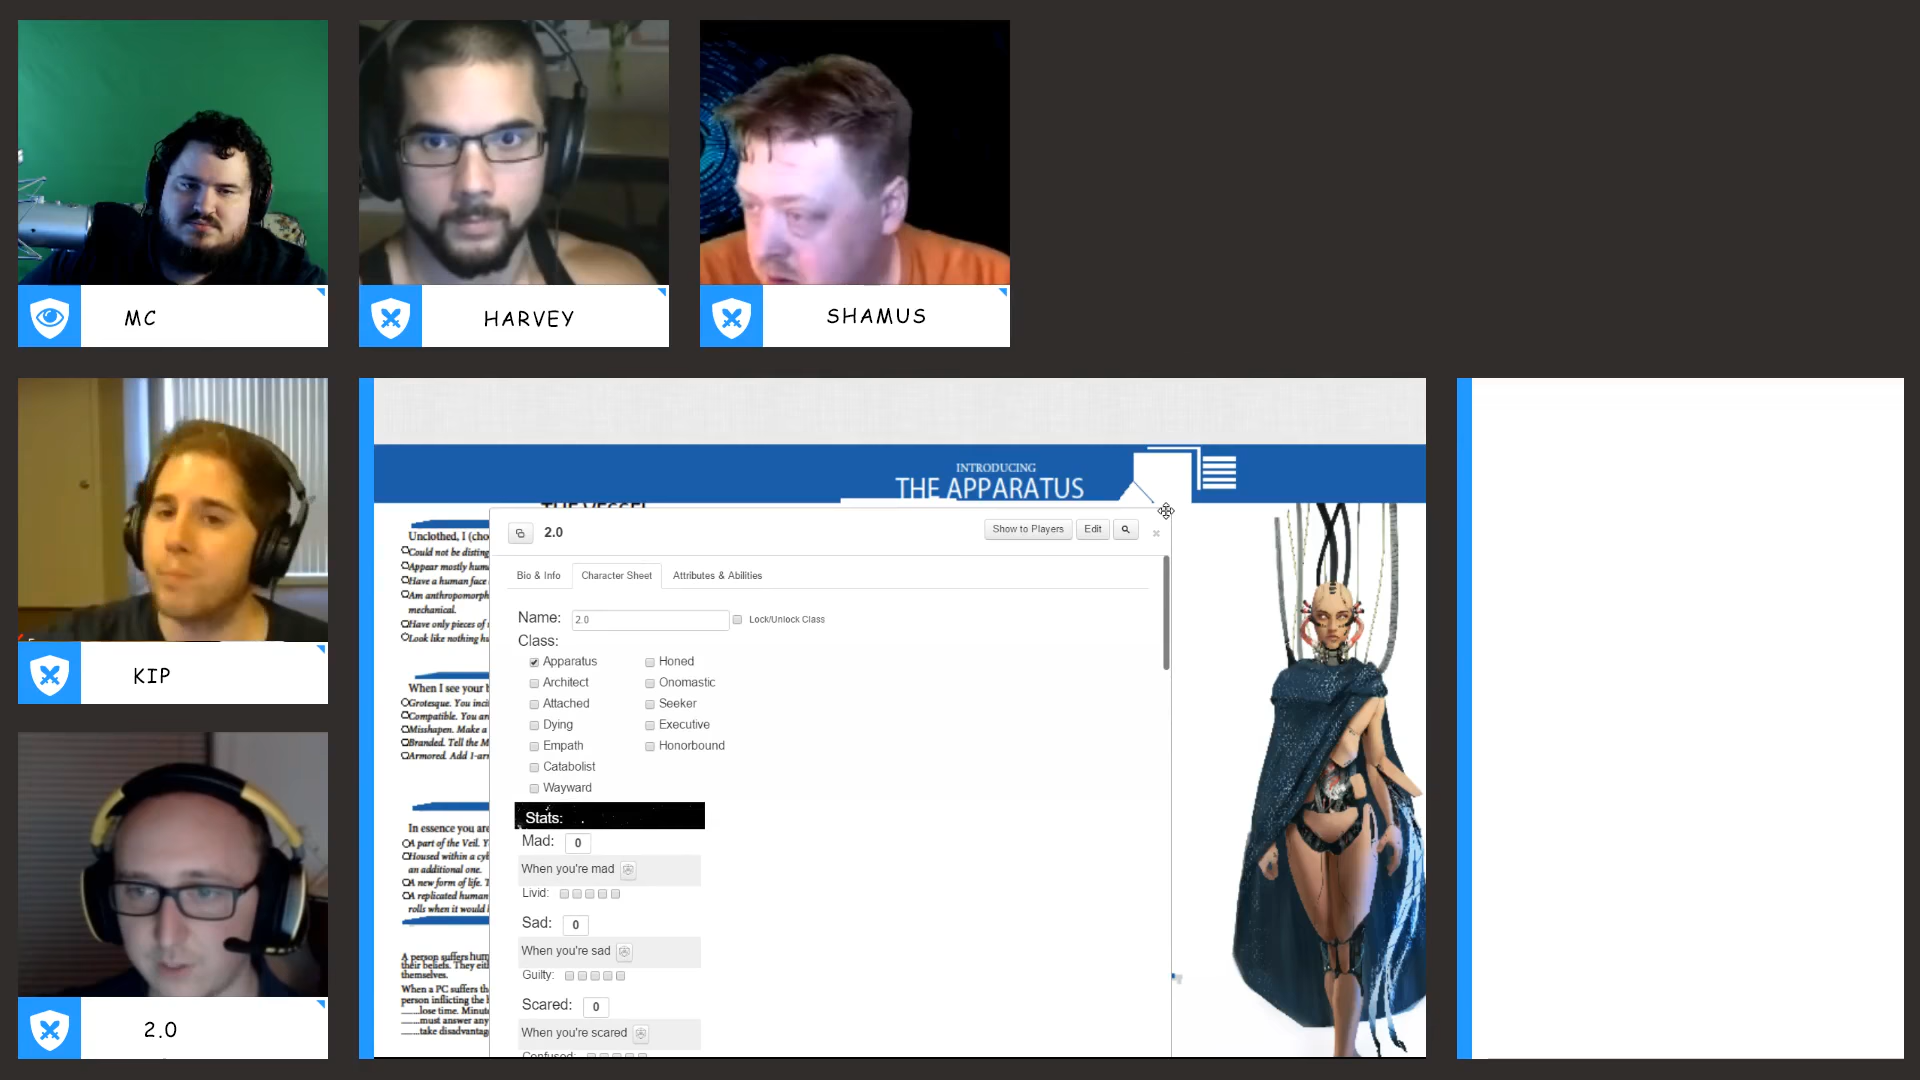 MC
HARVEY
SHAMUS
KIP
2.0
INTRODUCING
THE APPARATUS
THE VESSEL
Unclothed, I (cho
Could not be disting
Appear mostly hum
Have a human face
Am anthropomorph
mechanical.
Have only pieces of
Look like nothing hu
When I see your b
Grotesque. You inci
Compatible. You ar
Misshapen. Make a
Branded. Tell the M
Armored. Add 1-ar
In essence you are
A part of the Veil. Y
Housed within a cy
an additional one.
A new form of life. T
A replicated human
rolls when it would
A person suffers hum
their beliefs. They eit
themselves.
When a PC suffers th
person inflicting the h
......lose time. Minut
......must answer any
......take disadvantag
2.0
Show to Players
Edit
Bio & Info
Character Sheet
Attributes & Abilities
Name: 2.0 Lock/Unlock Class
Class:
Apparatus Honed
Architect Onomastic
Attached Seeker
Dying Executive
Empath Honorbound
Catabolist
Wayward
Stats:
Mad: 0
When you're mad
Livid:
Sad: 0
When you're sad
Guilty:
Scared: 0
When you're scared
Confused: